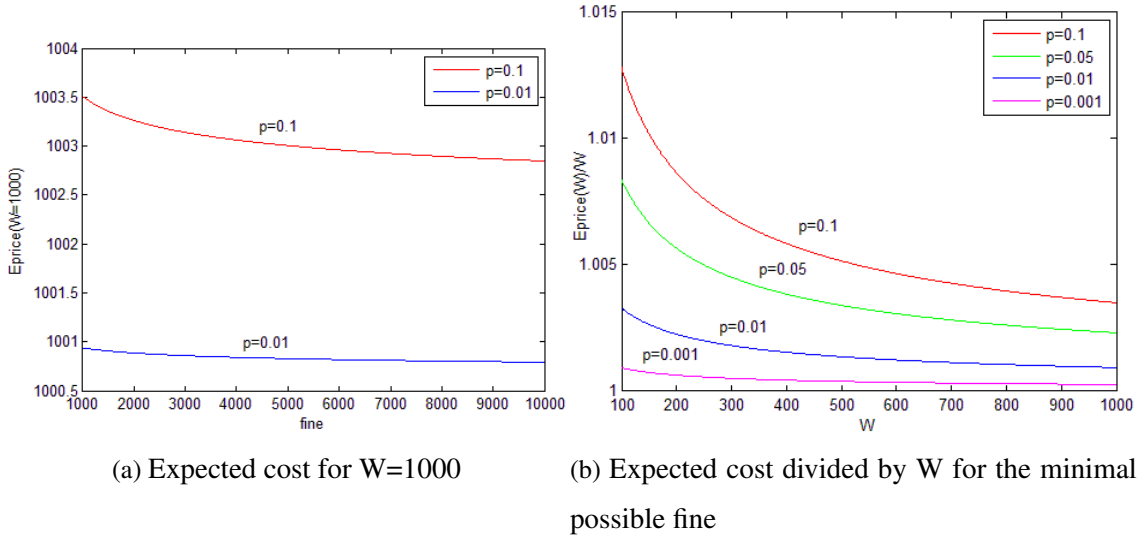 1004
1003.5
1003
1002.5
1002
1001.5
1001
1000.5
Eprice(W=1000)
p=0.1
p=0.01
p=0.1
p=0.01
1000 2000 3000 4000 5000 6000 7000 8000 9000 10000
fine
(a) Expected cost for W=1000
1.015
1.01
1.005
1
Eprice(W)/W
p=0.1
p=0.05
p=0.01
p=0.001
p=0.1
p=0.05
p=0.01
p=0.001
100 200 300 400 500 600 700 800 900 1000
W
(b) Expected cost divided by W for the minimal
possible fine